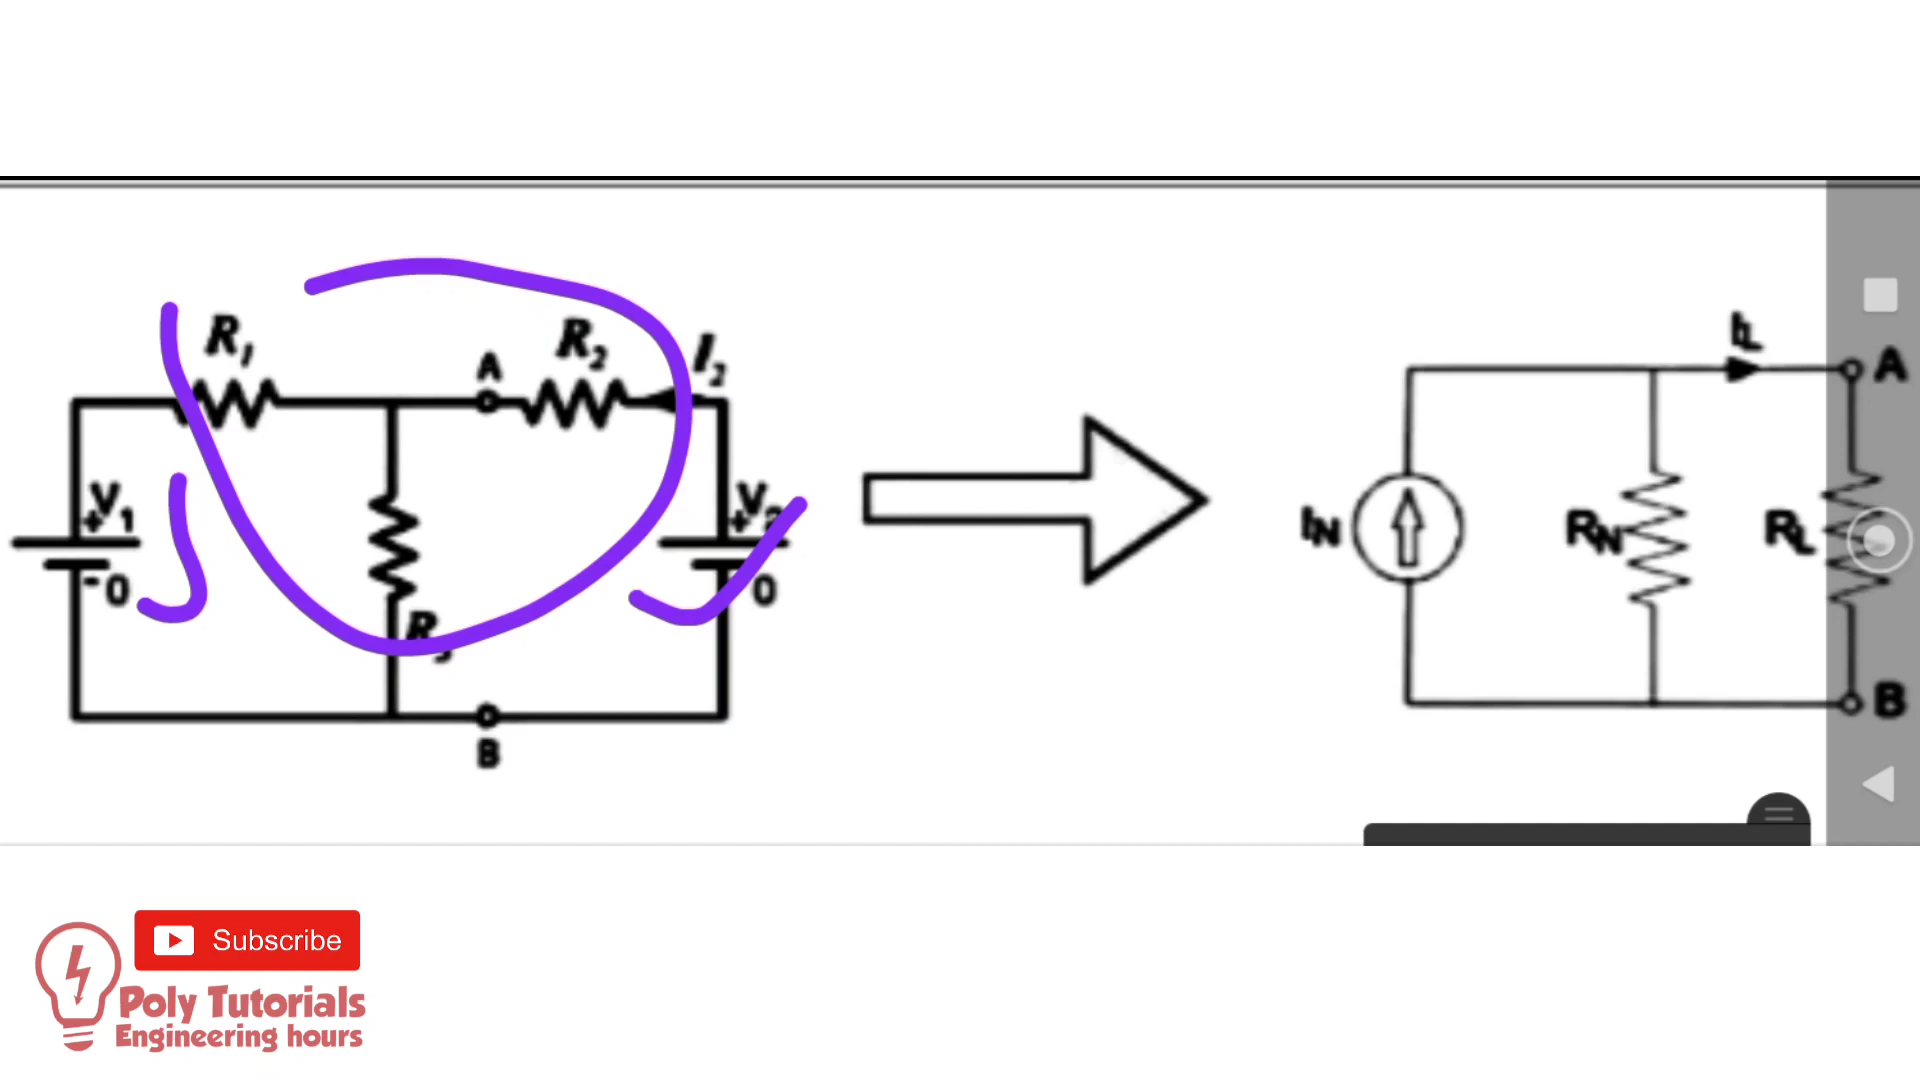 R1
A
R2
I2
V1
+
- 0
R3
V2
+
0
B
IN
RN
IL
RL
A
B
Subscribe
Poly Tutorials
Engineering hours